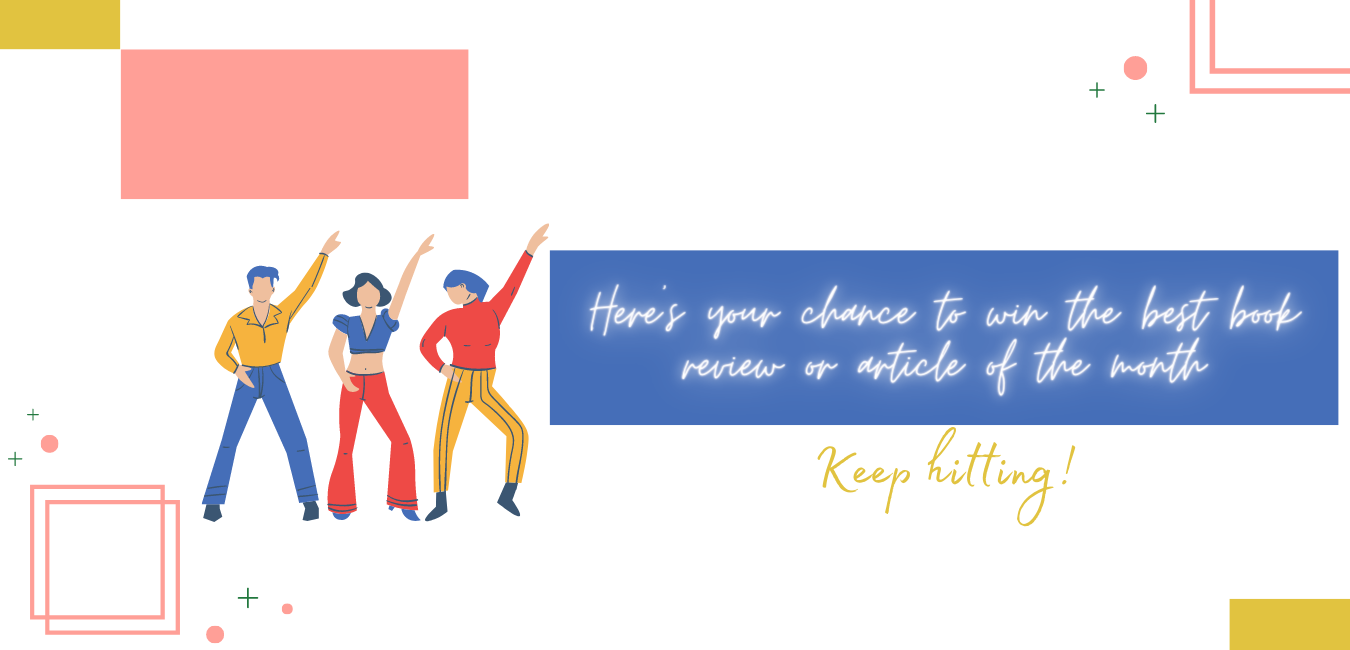 Here's your chance to win the best book
review or article of the month
Keep hitting!